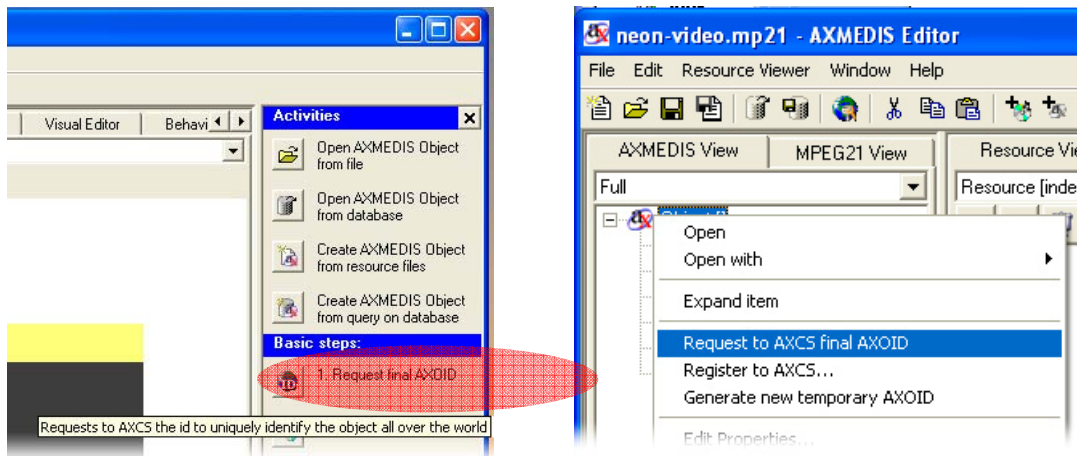 Visual Editor
Behavi
Activities
Open AXMEDIS Object
from file
Open AXMEDIS Object
from database
Create AXMEDIS Object
from resource files
Create AXMEDIS Object
from query on database
Basic steps:
1. Request final AXOID
ID
Requests to AXCS the id to uniquely identify the object all over the world
neon-video.mp21 - AXMEDIS Editor
File Edit Resource Viewer Window Help
AXMEDIS View
MPEG21 View
Resource Vie
Full
Resource [inde
Open
Open with
Expand item
Request to AXCS final AXOID
Register to AXCS...
Generate new temporary AXOID
Edit Properties...